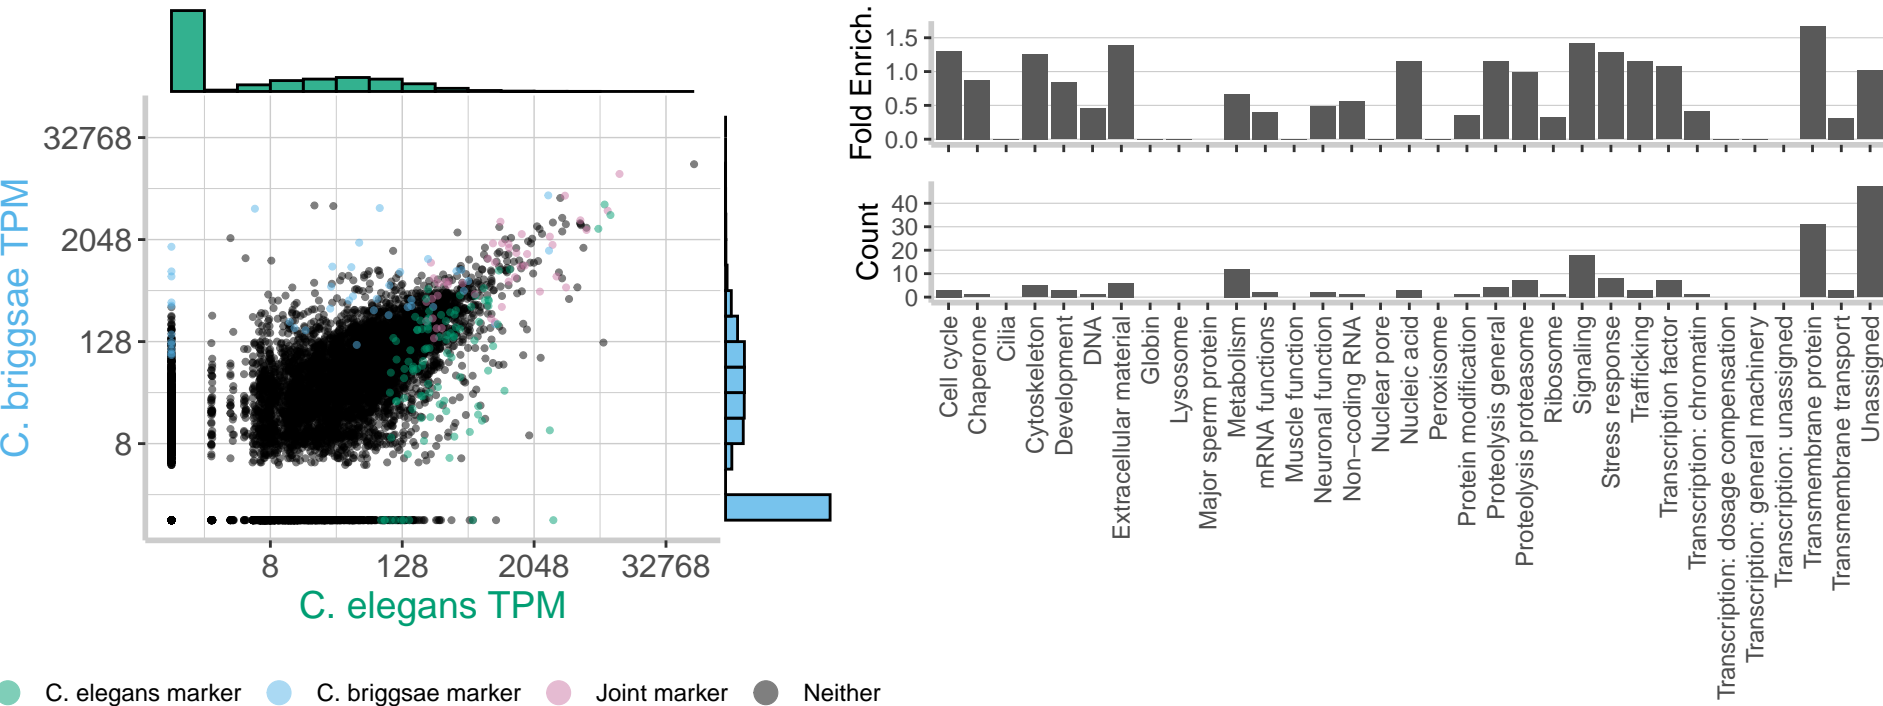 C. briggsae TPM
32768
2048
128
8
8
128
2048
32768
C. elegans TPM
C. elegans marker
C. briggsae marker
Joint marker
Neither
Fold Enrich.
1.5
1.0
0.5
0.0
Count
40
30
20
10
0
Cell cycle
Chaperone
Cilia
Cytoskeleton
Development
DNA
Extracellular material
Globin
Lysosome
Major sperm protein
Metabolism
mRNA functions
Muscle function
Neuronal function
Non−coding RNA
Nuclear pore
Nucleic acid
Peroxisome
Protein modification
Proteolysis general
Proteolysis proteasome
Ribosome
Signaling
Stress response
Trafficking
Transcription factor
Transcription: chromatin
Transcription: dosage compensation
Transcription: general machinery
Transcription: unassigned
Transmembrane protein
Transmembrane transport
Unassigned